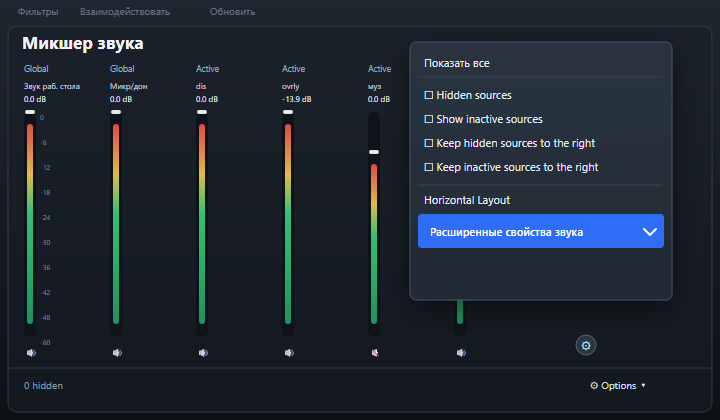 Фильтры Взаимодействовать Обновить
Микшер звука
Global Global Active Active Active
Звук раб. стола Микр/дон dis ovrly муз
0.0 dB 0.0 dB 0.0 dB -13.9 dB 0.0 dB
0
6
-12
-18
-24
-30
36
-42
-48
60
Показать все
Hidden sources
Show inactive sources
Keep hidden sources to the right
Keep inactive sources to the right
Horizontal Layout
Расширенные свойства звука
0 hidden
Options